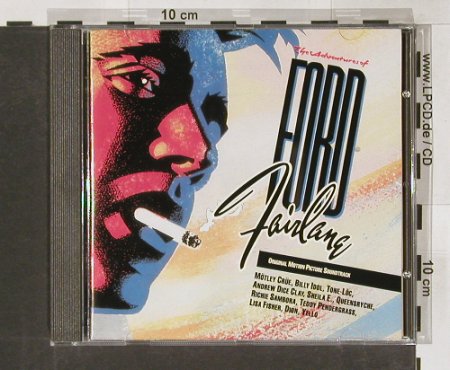 10 cm
www.LPCD.de / CD
The Adventures of
FORD
Fairlane
ORIGINAL MOTION PICTURE SOUNDTRACK
MÖTLEY CRÜE, BILLY IDOL, TONE-LŌC,
ANDREW DICE CLAY, SHEILA E., QUEENSRYCHE,
RICHIE SAMBORA, TEDDY PENDERGRASS,
LISA FISHER, DION, YELLO
10 cm